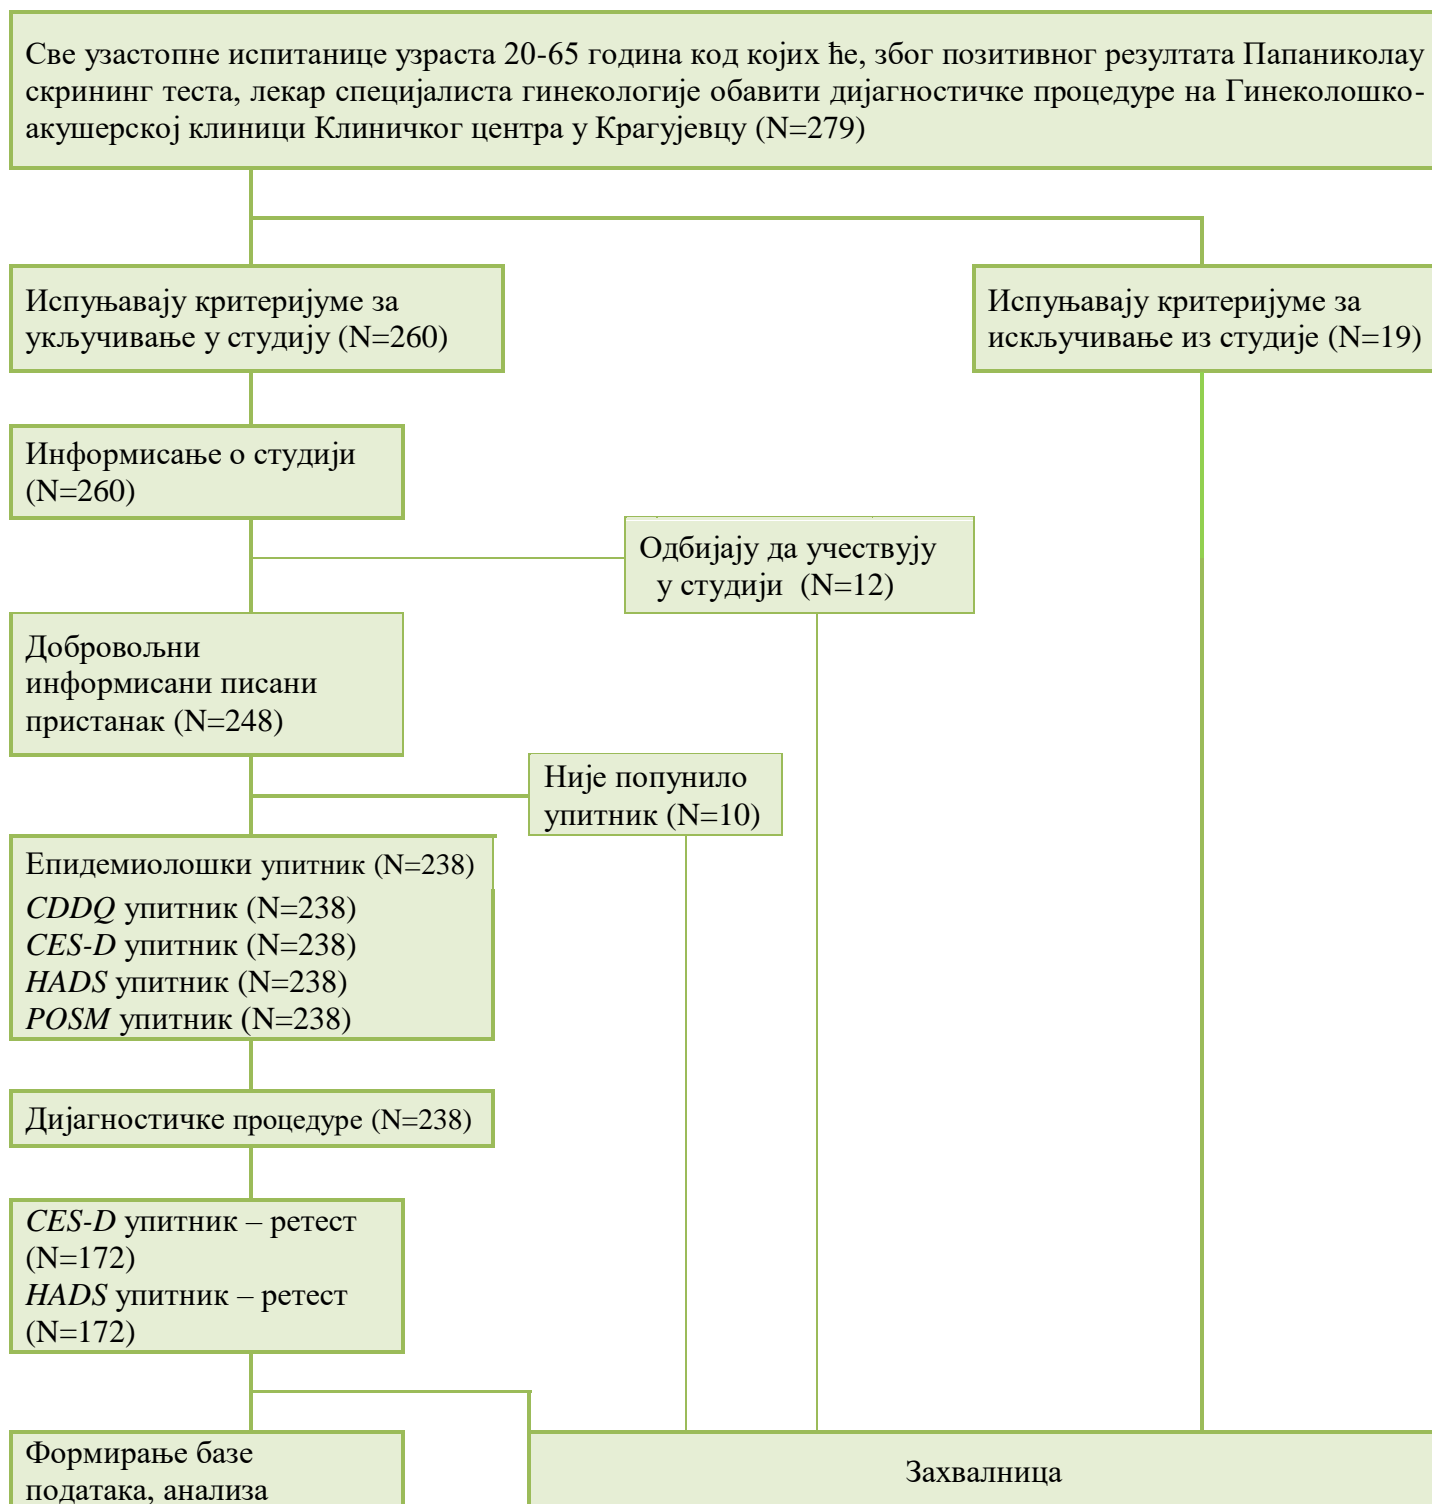 Све узастопне испитанице узраста 20-65 година код којих ће, због позитивног резултата Папаниколау
скрининг теста, лекар специјалиста гинекологије обавити дијагностичке процедуре на Гинеколошко-
акушерској клиници Клиничког центра у Крагујевцу (N=279)
Испуњавају критеријуме за
укључивање у студију (N=260)
Испуњавају критеријуме за
искључивање из студије (N=19)
Информисање о студији
(N=260)
Одбијају да учествују
у студији (N=12)
Добровољни
информисани писани
пристанак (N=248)
Није попунило
упитник (N=10)
Епидемиолошки упитник (N=238)
CDDQ упитник (N=238)
CES-D упитник (N=238)
HADS упитник (N=238)
POSM упитник (N=238)
Дијагностичке процедуре (N=238)
CES-D упитник – ретест
(N=172)
HADS упитник – ретест
(N=172)
Формирање базе
података, анализа
Захвалница